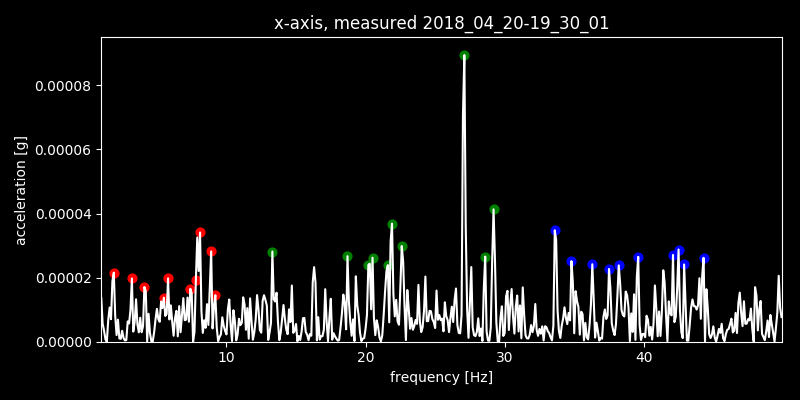 x-axis, measured 2018_04_20-19_30_01
acceleration [g]
0.00008
0.00006
0.00004
0.00002
0.00000
10 20 30 40
frequency [Hz]